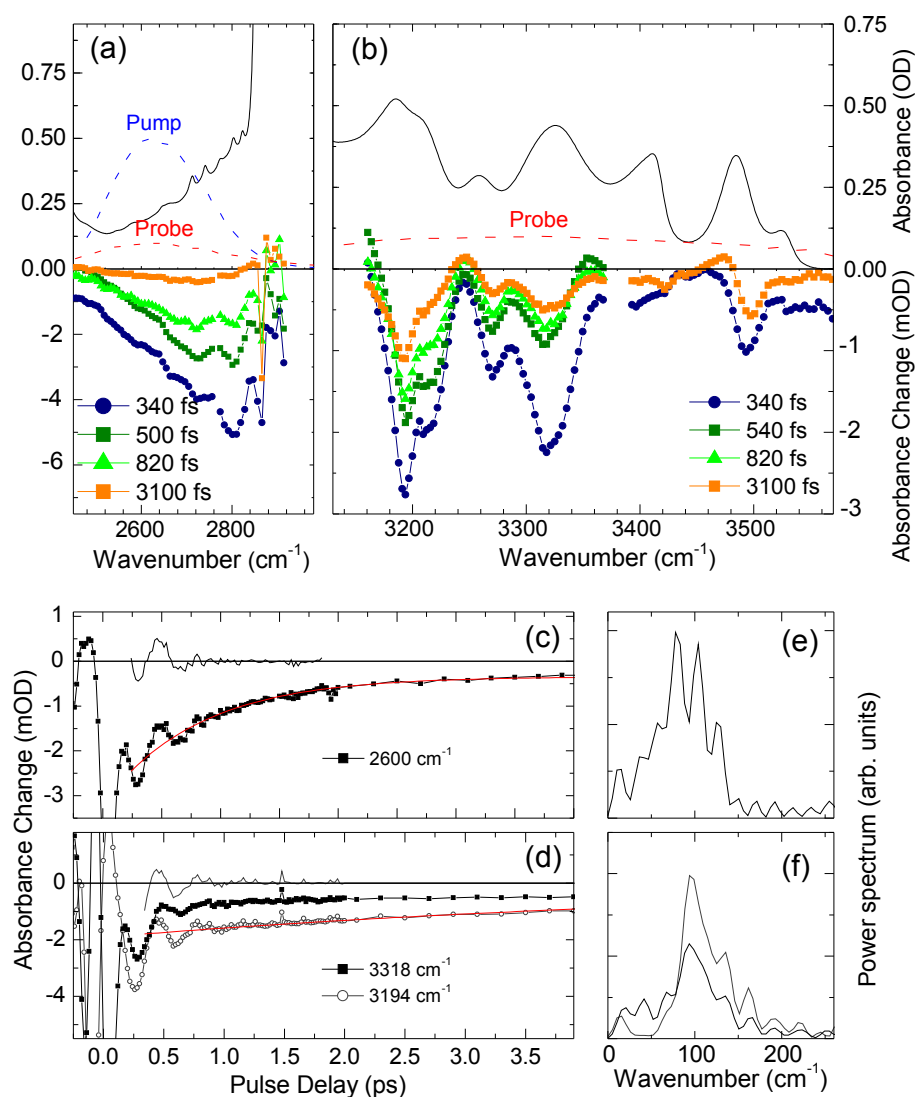 (a)
(b)
Pump
Probe
Probe
0.75
0.50
0.25
0.00
-2
-4
-6
0.75
0.50
0.25
0.00
-1
-2
-3
Absorbance (OD)
Absorbance Change (mOD)
340 fs
500 fs
820 fs
3100 fs
340 fs
540 fs
820 fs
3100 fs
2600 2800
3200 3300 3400 3500
Wavenumber (cm⁻¹)
Wavenumber (cm⁻¹)
(c)
1
0
-1
-2
-3
2600 cm⁻¹
(e)
(d)
0
-2
-4
3318 cm⁻¹
3194 cm⁻¹
(f)
Absorbance Change (mOD)
Power spectrum (arb. units)
0.0 0.5 1.0 1.5 2.0 2.5 3.0 3.5
0 100 200
Pulse Delay (ps)
Wavenumber (cm⁻¹)